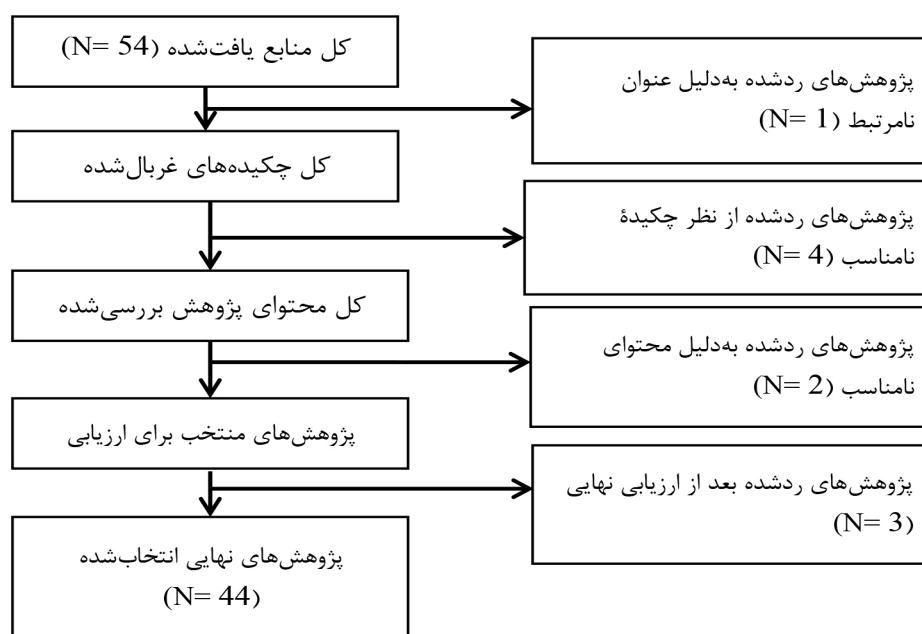 کل منابع یافت‌شده (N= 54)
پژوهش‌های ردشده به‌دلیل عنوان
نامرتبط (N= 1)
کل چکیده‌های غربال‌شده
پژوهش‌های ردشده از نظر چکیدۀ
نامناسب (N= 4)
کل محتوای پژوهش بررسی‌شده
پژوهش‌های ردشده به‌دلیل محتوای
نامناسب (N= 2)
پژوهش‌های منتخب برای ارزیابی
پژوهش‌های ردشده بعد از ارزیابی نهایی
(N= 3)
پژوهش‌های نهایی انتخاب‌شده
(N= 44)